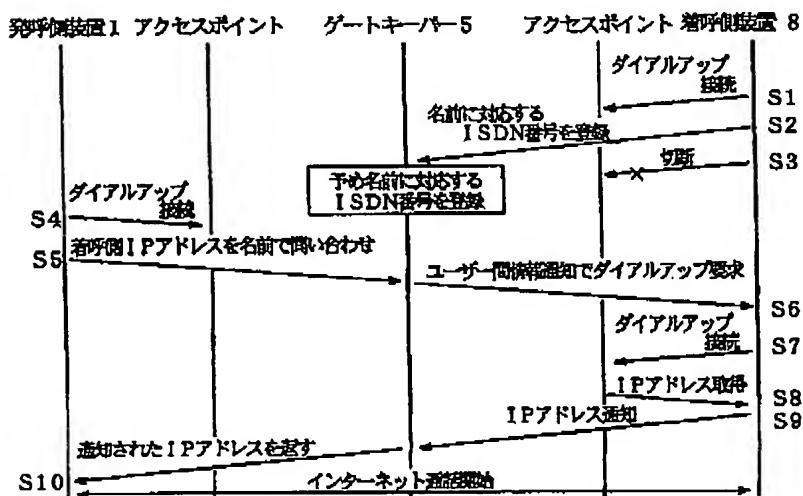 発呼側装置1 アクセスポイント ゲートキーパー5 アクセスポイント 着呼側装置 8
ダイアルアップ
接続
S1
名前に対応する
ISDN番号を登録
S2
切断
S3
予め名前に対応する
ISDN番号を登録
ダイアルアップ
接続
S4
着呼側IPアドレスを名前で問い合わせ
S5
ユーザー間情報通知でダイアルアップ要求
S6
ダイアルアップ
接続
S7
IPアドレス取得
S8
IPアドレス通知
S9
通知されたIPアドレスを返す
S10
インターネット通話開始